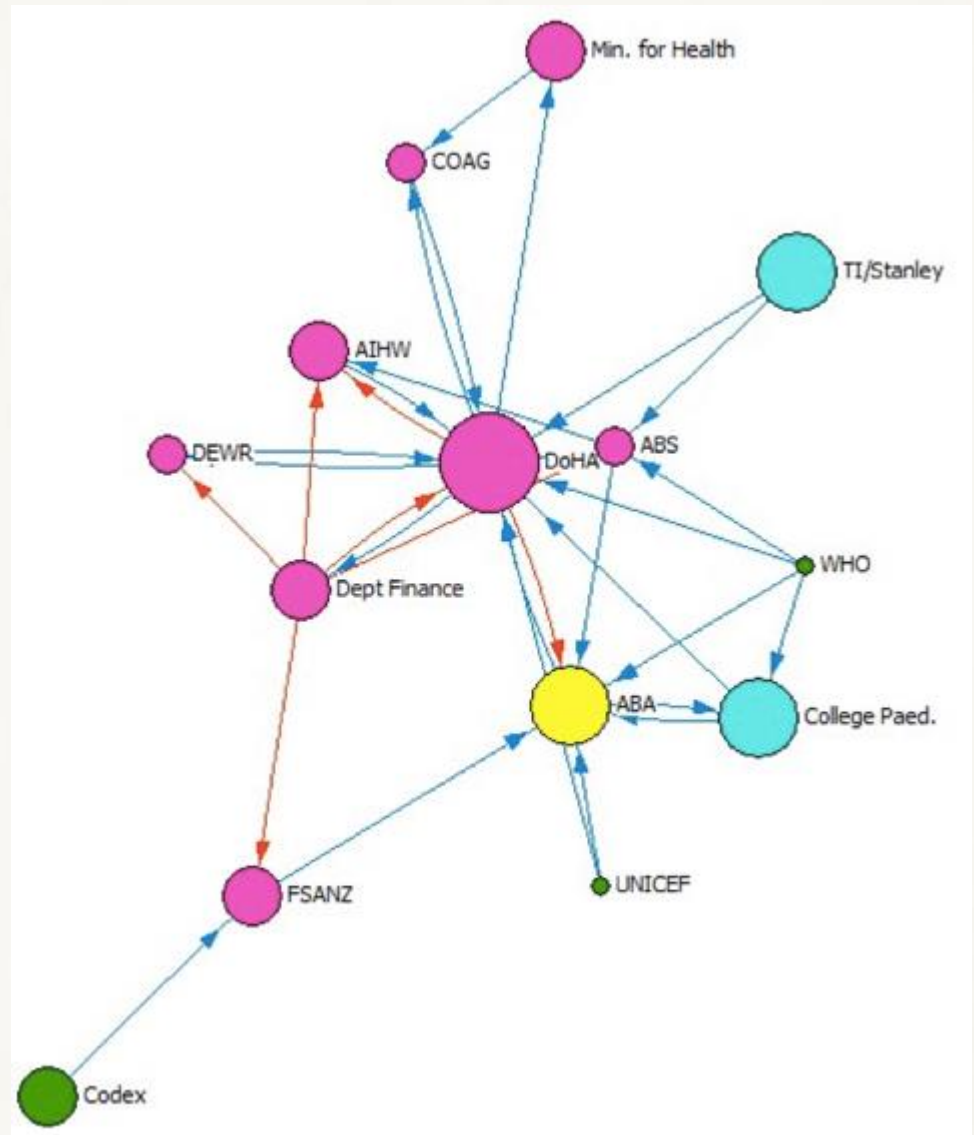 Min. for Health
COAG
TI/Stanley
AIHW
DEWR
DoHA
ABS
WHO
Dept Finance
ABA
College Paed.
UNICEF
FSANZ
Codex